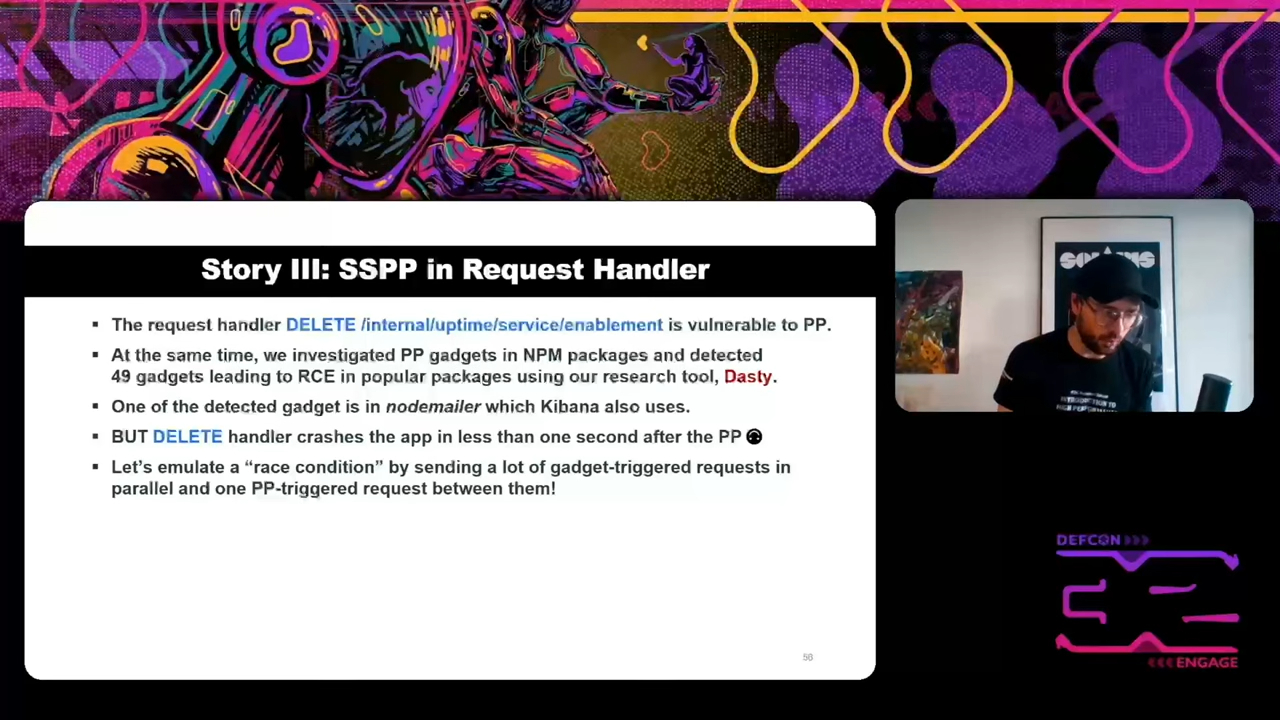 Story III: SSPP in Request Handler
▪ The request handler DELETE /internal/uptime/service/enablement is vulnerable to PP.
▪ At the same time, we investigated PP gadgets in NPM packages and detected
49 gadgets leading to RCE in popular packages using our research tool, Dasty.
▪ One of the detected gadget is in nodemailer which Kibana also uses.
▪ BUT DELETE handler crashes the app in less than one second after the PP
▪ Let's emulate a “race condition” by sending a lot of gadget-triggered requests in
parallel and one PP-triggered request between them!
INTRODUCTION TO
DEFCON
ENGAGE